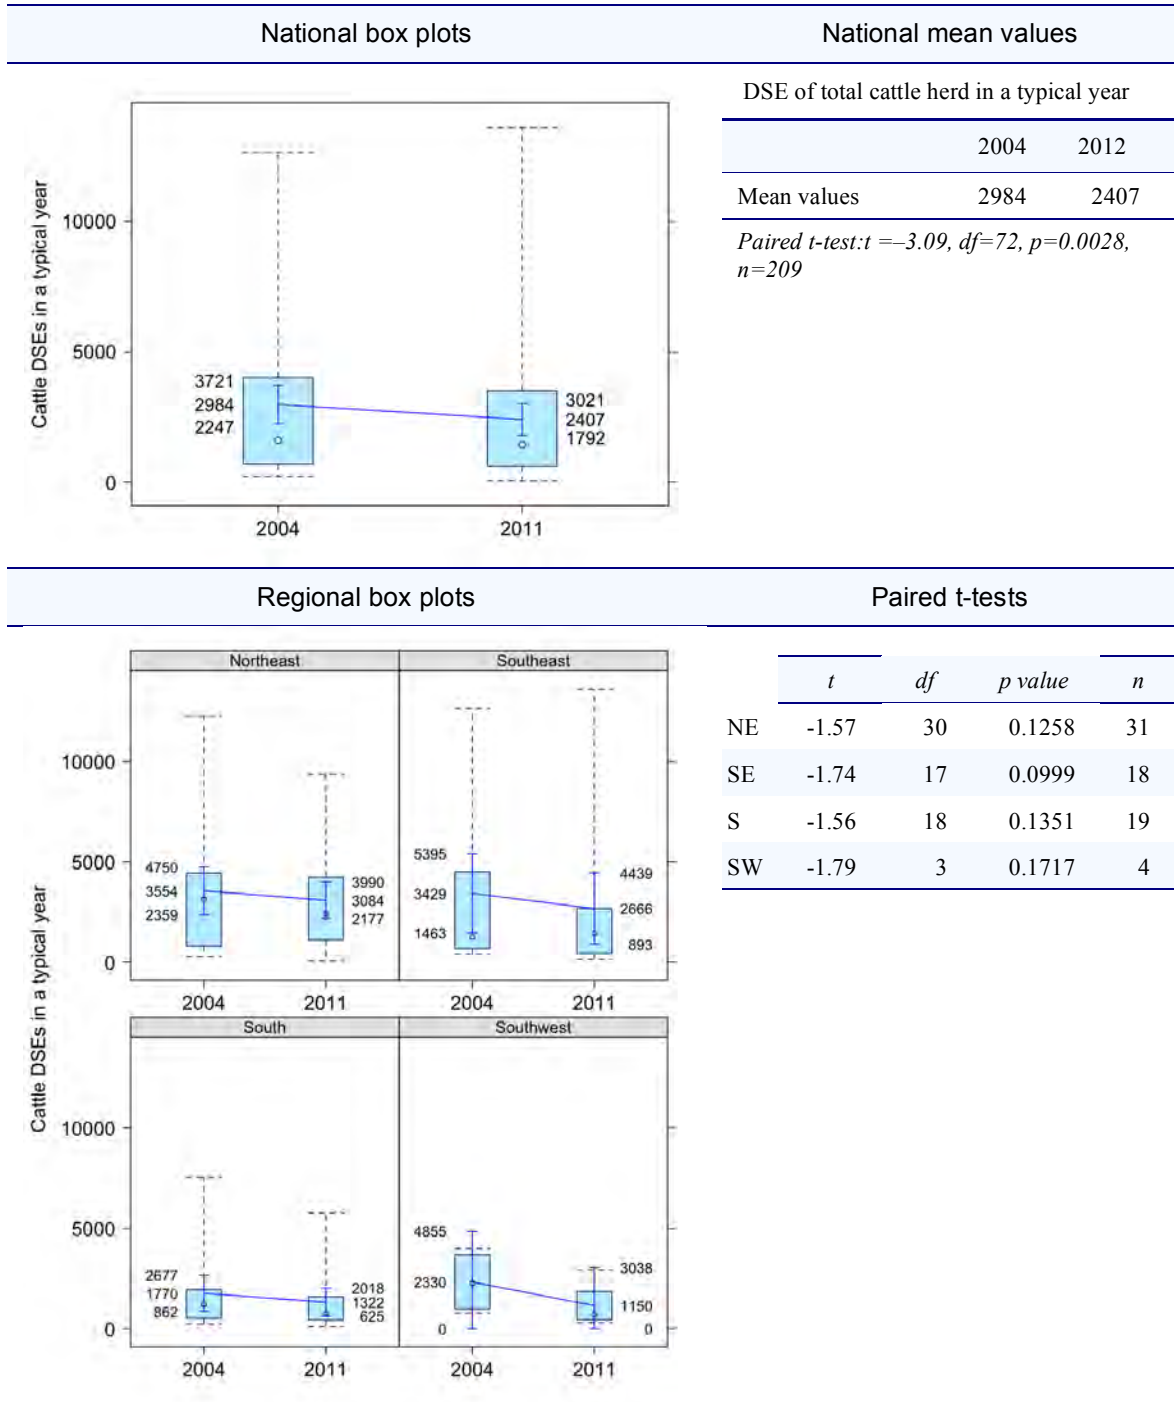 National box plots
National mean values
DSE of total cattle herd in a typical year
2004 2012
Mean values 2984 2407
Paired t-test:t =–3.09, df=72, p=0.0028,
n=209
Cattle DSEs in a typical year
10000
5000
0
3721
2984
2247
3021
2407
1792
2004 2011
Regional box plots
Paired t-tests
t df p value n
NE -1.57 30 0.1258 31
SE -1.74 17 0.0999 18
S -1.56 18 0.1351 19
SW -1.79 3 0.1717 4
Cattle DSEs in a typical year
Northeast Southeast
10000
5000
0
4750
3554
2359
3990
3084
2177
5395
3429
1463
4439
2666
893
2004 2011 2004 2011
South Southwest
10000
5000
0
2677
1770
862
2018
1322
625
4855
2330
0
3038
1150
0
2004 2011 2004 2011